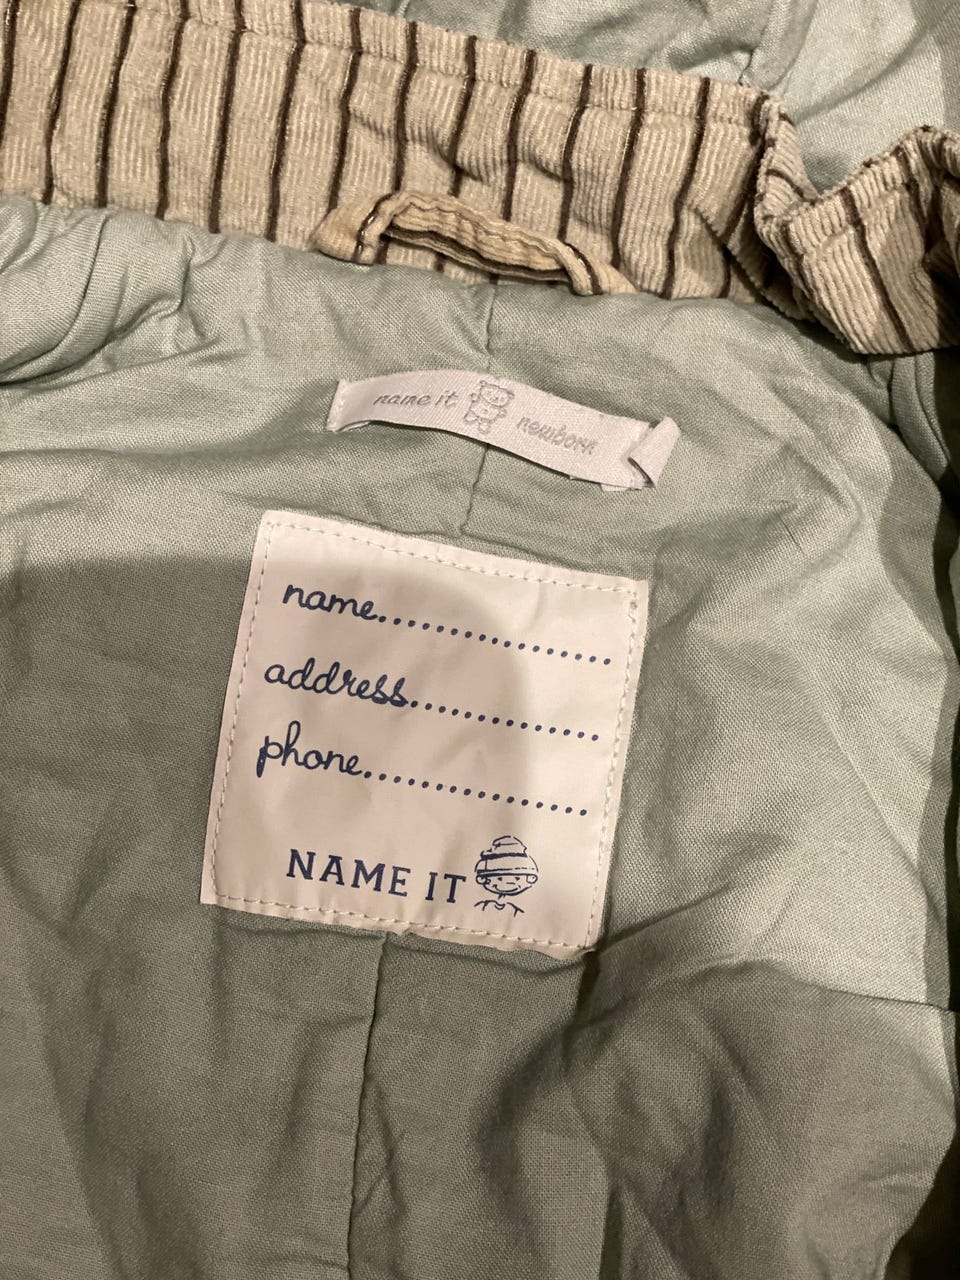 name it newborn
name.................
address..............
phone................
NAME IT